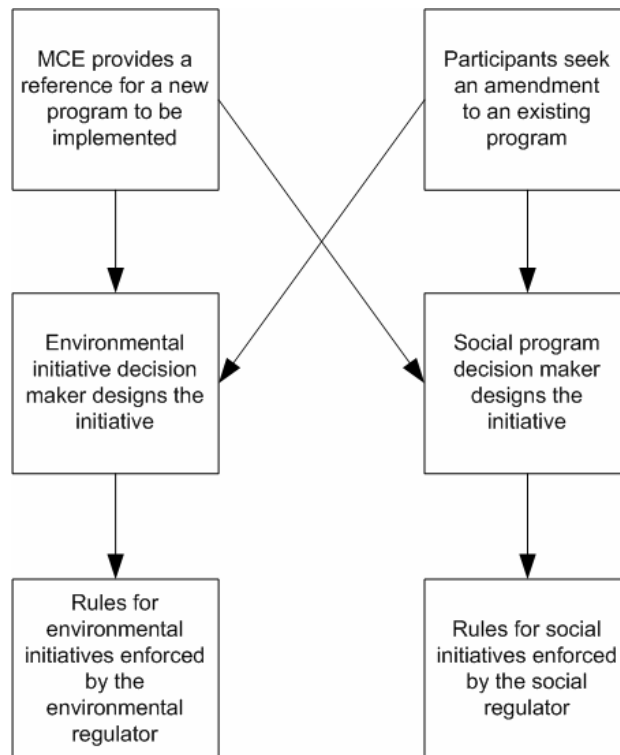 MCE provides a
reference for a new
program to be
implemented
Participants seek
an amendment
to an existing
program
Environmental
initiative decision
maker designs the
initiative
Social program
decision maker
designs the
initiative
Rules for
environmental
initiatives enforced
by the
environmental
regulator
Rules for social
initiatives enforced
by the social
regulator